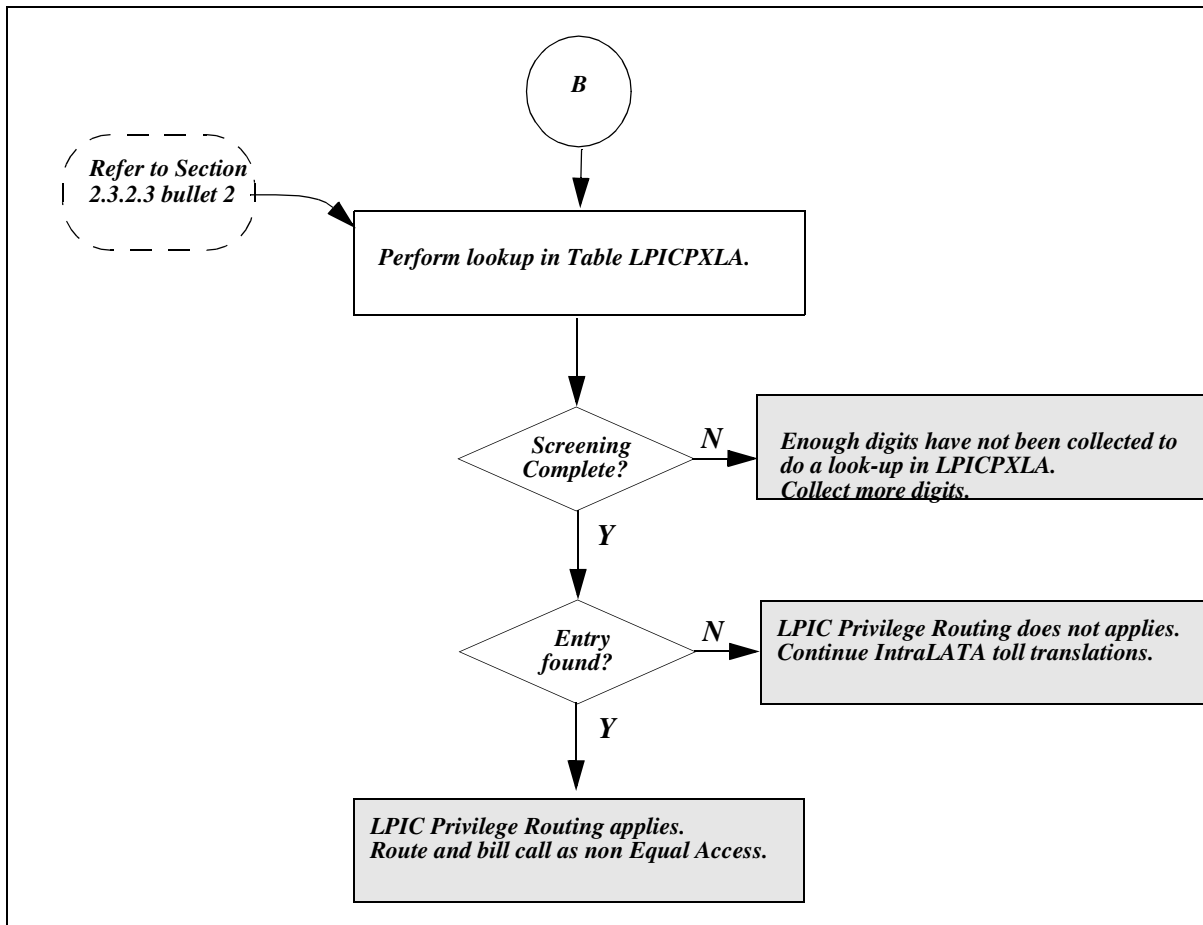 B
Refer to Section
2.3.2.3 bullet 2
Perform lookup in Table LPICPXLA.
Screening
Complete?
N
Enough digits have not been collected to
do a look-up in LPICPXLA.
Collect more digits.
Y
Entry
found?
N
LPIC Privilege Routing does not applies.
Continue IntraLATA toll translations.
Y
LPIC Privilege Routing applies.
Route and bill call as non Equal Access.